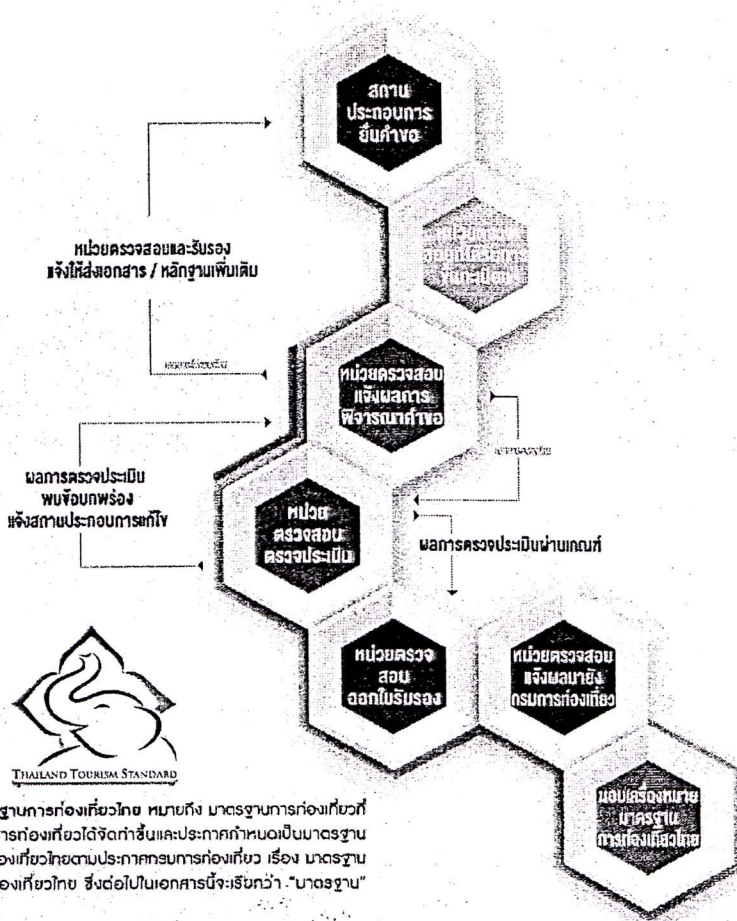 สถาน
ประกอบการ
ยื่นคำขอ
หน่วยตรวจสอบและรับรอง
แจ้งให้ส่งเอกสาร / หลักฐานเพิ่มเติม
หน่วยตรวจสอบ
แจ้งผลการ
พิจารณาคำขอ
ผลการตรวจประเมิน
พบข้อบกพร่อง
แจ้งสถานประกอบการแก้ไข
หน่วย
ตรวจสอบ
ตรวจประเมิน
ผลการตรวจประเมินผ่านเกณฑ์
หน่วยตรวจ
สอบ
ออกใบรับรอง
หน่วยตรวจสอบ
แจ้งผลมายัง
กรมการท่องเที่ยว
มอบเครื่องหมาย
มาตรฐาน
การท่องเที่ยวไทย
THAILAND TOURISM STANDARD
ฐานการท่องเที่ยวไทย หมายถึง มาตรฐานการท่องเที่ยวที่
ารท่องเที่ยวได้จัดทำขึ้นและประกาศกำหนดเป็นมาตรฐาน
องเที่ยวไทยตามประกาศกรมการท่องเที่ยว เรื่อง มาตรฐาน
องเที่ยวไทย ซึ่งต่อไปในเอกสารนี้จะเรียกว่า "มาตรฐาน"